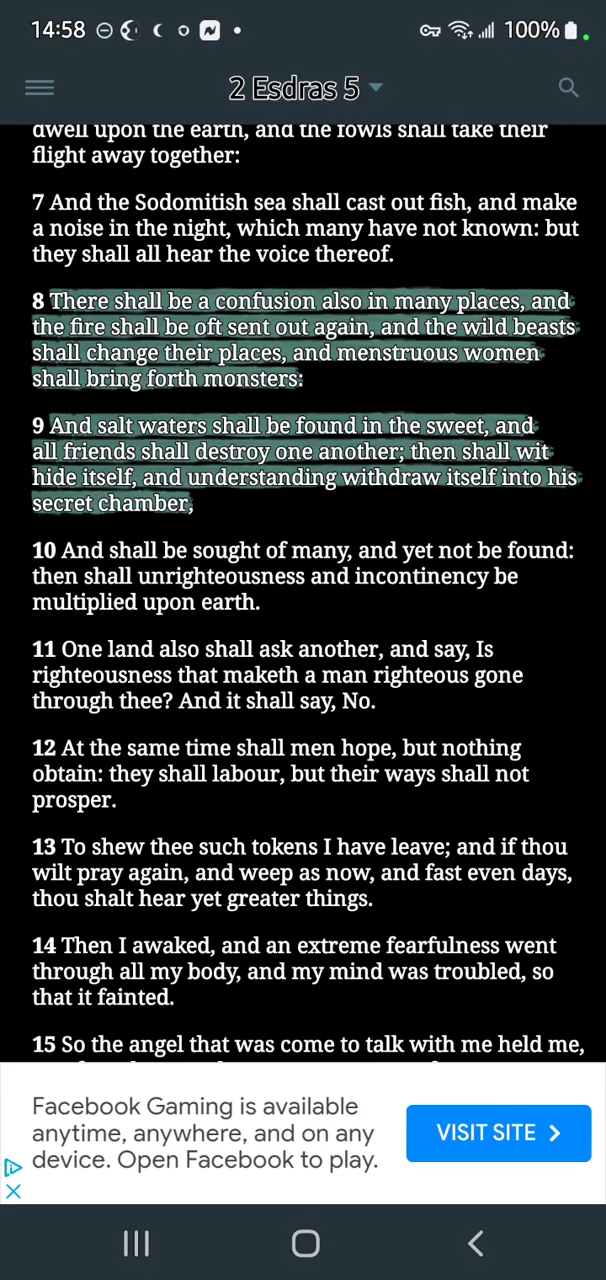 14:58
100%
2 Esdras 5
dwell upon the earth, and the fowls shall take their
flight away together:
7 And the Sodomitish sea shall cast out fish, and make
a noise in the night, which many have not known: but
they shall all hear the voice thereof.
8 There shall be a confusion also in many places, and
the fire shall be oft sent out again, and the wild beasts
shall change their places, and menstruous women
shall bring forth monsters:
9 And salt waters shall be found in the sweet, and
all friends shall destroy one another; then shall wit
hide itself, and understanding withdraw itself into his
secret chamber,
10 And shall be sought of many, and yet not be found:
then shall unrighteousness and incontinency be
multiplied upon earth.
11 One land also shall ask another, and say, Is
righteousness that maketh a man righteous gone
through thee? And it shall say, No.
12 At the same time shall men hope, but nothing
obtain: they shall labour, but their ways shall not
prosper.
13 To shew thee such tokens I have leave; and if thou
wilt pray again, and weep as now, and fast even days,
thou shalt hear yet greater things.
14 Then I awaked, and an extreme fearfulness went
through all my body, and my mind was troubled, so
that it fainted.
15 So the angel that was come to talk with me held me,
Facebook Gaming is available
anytime, anywhere, and on any
device. Open Facebook to play.
VISIT SITE